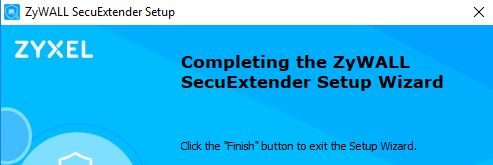 ZyWALL SecuExtender Setup
ZYXEL
Completing the ZyWALL
SecuExtender Setup Wizard
Click the "Finish" button to exit the Setup Wizard.